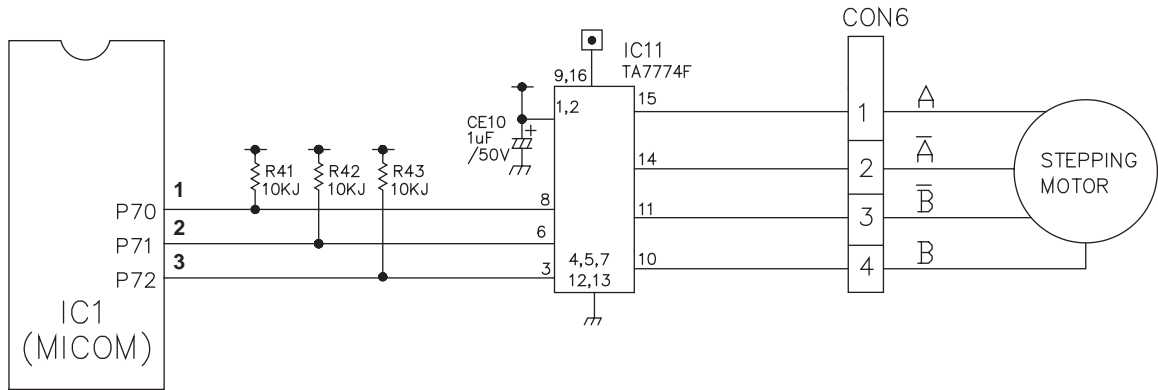 CON6
IC11
TA7774F
9,16
1,2
15
CE10
1uF
/50V
+
1
A
14
2
A̅
STEPPING
MOTOR
R41
10KJ
R42
10KJ
R43
10KJ
1
P70
8
11
3
B̅
2
P71
6
3
P72
3
4,5,7
12,13
10
4
B
IC1
(MICOM)